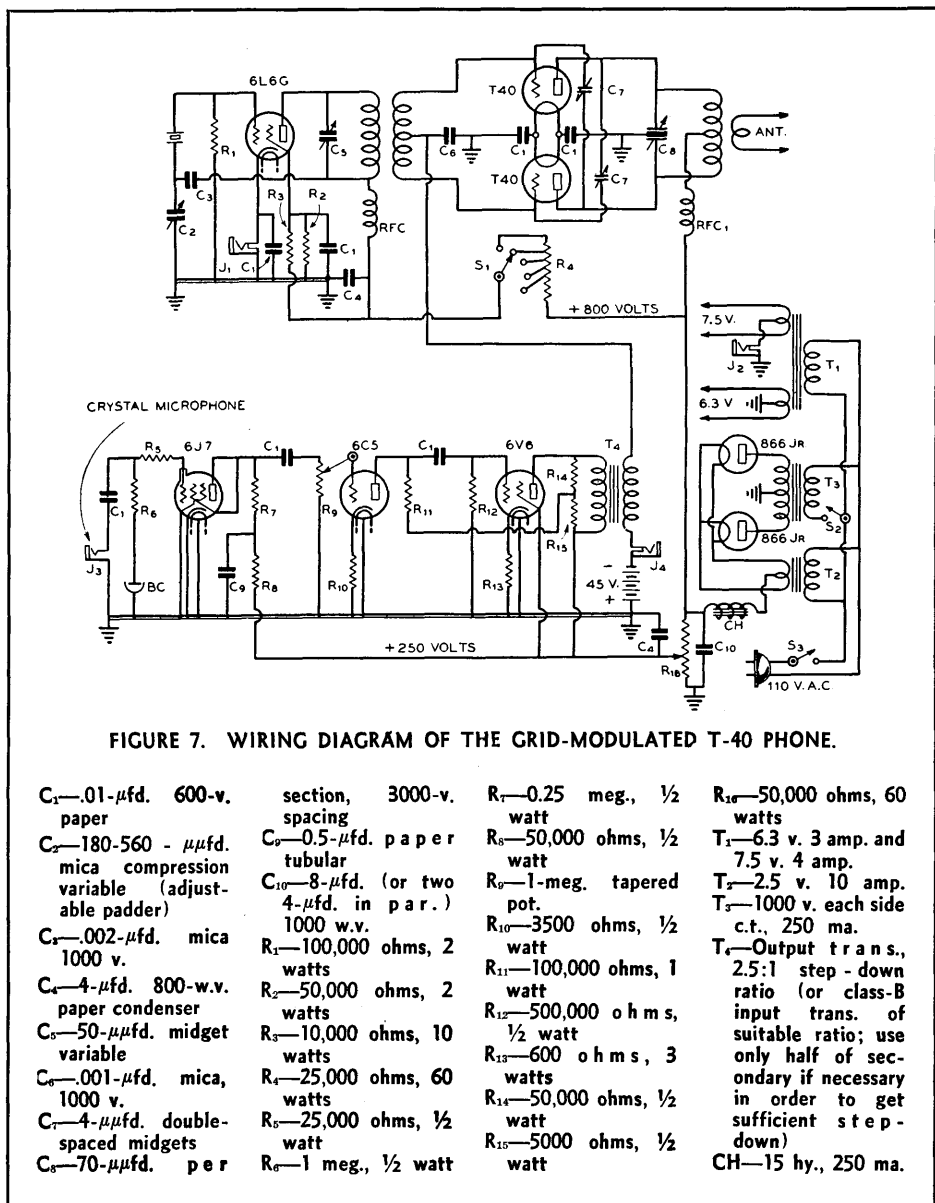 6L6G
T40
C7
R1
C5
C6
C1
C1
C8
ANT.
C3
R3
R2
RFC
T40
C7
RFC1
C2
J1
C1
C1
C4
S1
R4
+800 VOLTS
7.5 V.
J2
T1
6.3 V
CRYSTAL MICROPHONE
6J7
6C5
6V6
T4
866 JR
R5
C1
C1
R14
C1
R6
R7
R9
R11
R12
T3
S2
R15
J3
BC
C9
R8
R10
R13
J4
866 JR
-
45 V.
+
T2
CH
+250 VOLTS
C4
C10
S3
R16
110 V.A.C.
FIGURE 7. WIRING DIAGRAM OF THE GRID-MODULATED T-40 PHONE.
C₁—.01-μfd. 600-v.
paper
C₂—180-560 - μμfd.
mica compression
variable (adjust-
able padder)
C₃—.002-μfd. mica
1000 v.
C₄—4-μfd. 800-w.v.
paper condenser
C₅—50-μμfd. midget
variable
C₆—.001-μfd. mica,
1000 v.
C₇—4-μμfd. double-
spaced midgets
C₈—70-μμfd. per
section, 3000-v.
spacing
C₉—0.5-μfd. paper
tubular
C₁₀—8-μfd. (or two
4-μfd. in par.)
1000 w.v.
R₁—100,000 ohms, 2
watts
R₂—50,000 ohms, 2
watts
R₃—10,000 ohms, 10
watts
R₄—25,000 ohms, 60
watts
R₅—25,000 ohms, ½
watt
R₆—1 meg., ½ watt
R₇—0.25 meg., ½
watt
R₈—50,000 ohms, ½
watt
R₉—1-meg. tapered
pot.
R₁₀—3500 ohms, ½
watt
R₁₁—100,000 ohms, 1
watt
R₁₂—500,000 ohms,
½ watt
R₁₃—600 ohms, 3
watts
R₁₄—50,000 ohms, ½
watt
R₁₅—5000 ohms, ½
watt
R₁₆—50,000 ohms, 60
watts
T₁—6.3 v. 3 amp. and
7.5 v. 4 amp.
T₂—2.5 v. 10 amp.
T₃—1000 v. each side
c.t., 250 ma.
T₄—Output trans.,
2.5:1 step - down
ratio (or class-B
input trans. of
suitable ratio; use
only half of sec-
ondary if necessary
in order to get
sufficient step-
down)
CH—15 hy., 250 ma.